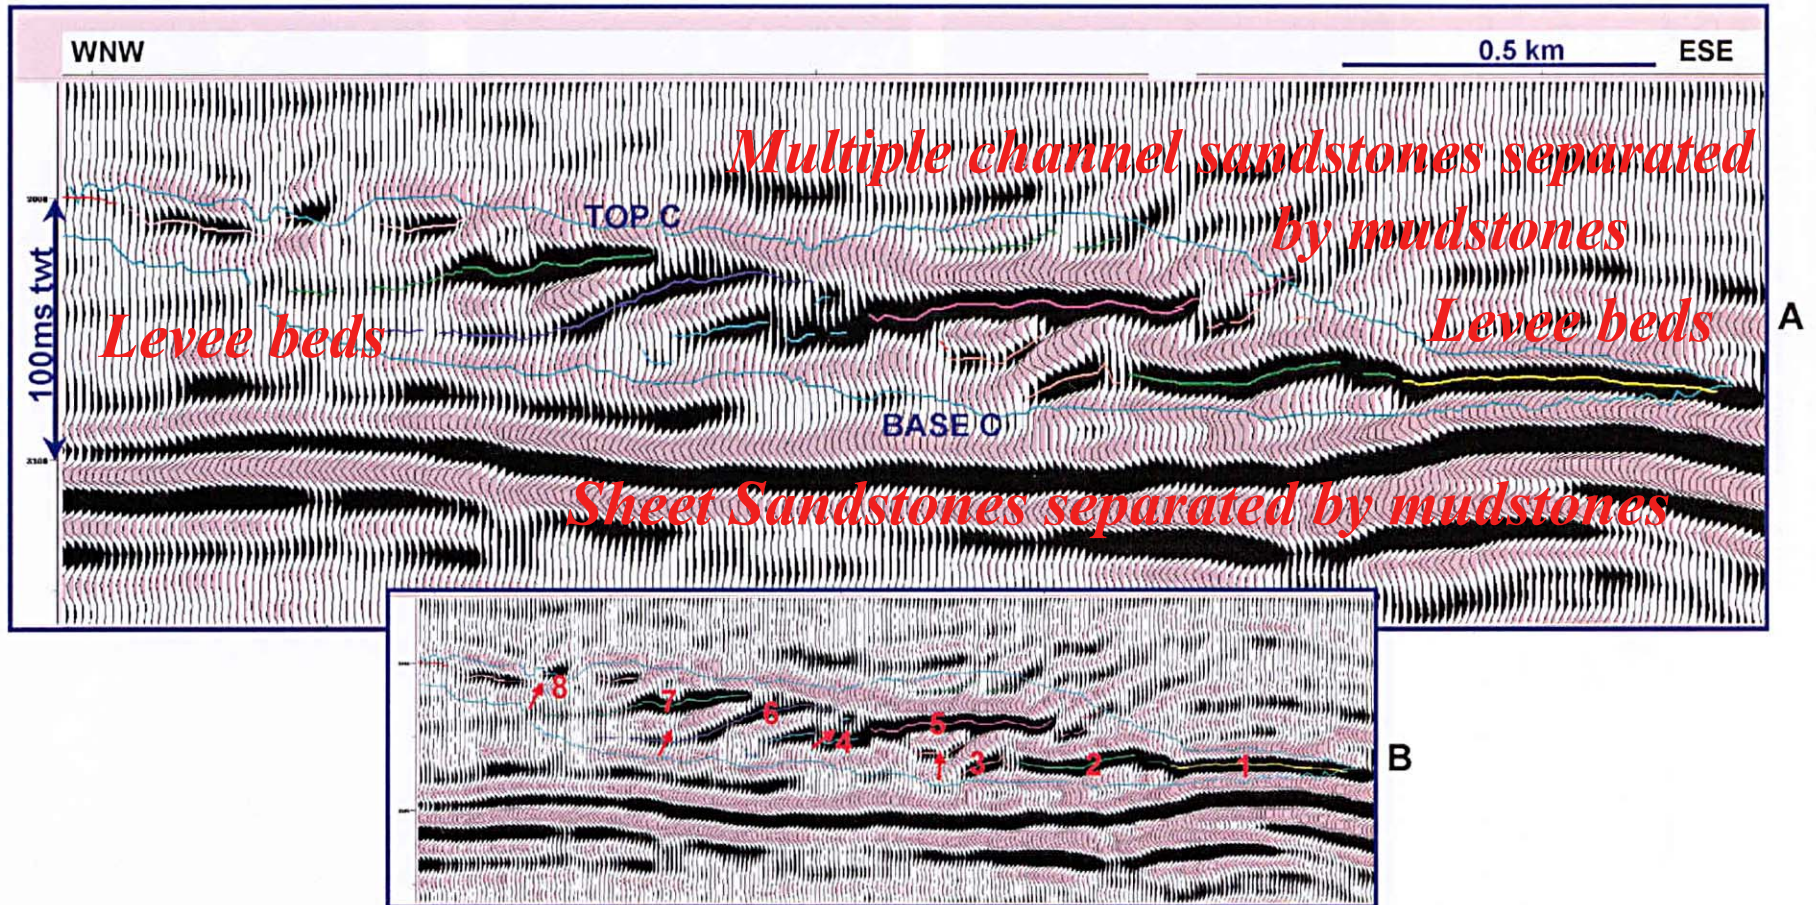 WNW
0.5 km
ESE
Multiple channel sandstones separated
by mudstones
TOP C
Levee beds
Levee beds
A
100ms twt
BASE C
Sheet Sandstones separated by mudstones
8
7
6
5
4
3
2
1
B